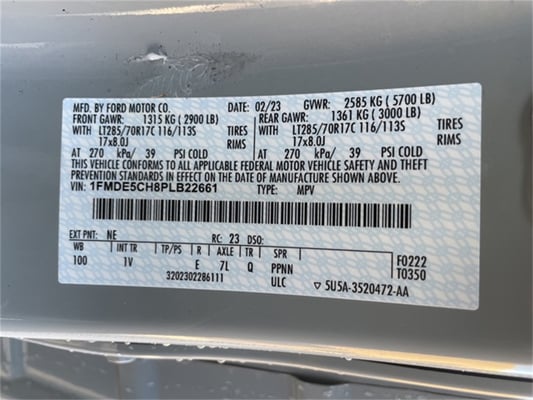 MFD. BY FORD MOTOR CO. DATE: 02/23 GVWR: 2585 KG (5700 LB)
FRONT GAWR: 1315 KG (2900 LB) REAR GAWR: 1361 KG (3000 LB)
WITH LT285/70R17C 116/113S TIRES WITH LT285/70R17C 116/113S TIRES
17x8.0J RIMS 17x8.0J RIMS
AT 270 kPa/ 39 PSI COLD AT 270 kPa/ 39 PSI COLD
THIS VEHICLE CONFORMS TO ALL APPLICABLE FEDERAL MOTOR VEHICLE SAFETY AND THEFT
PREVENTION STANDARDS IN EFFECT ON THE DATE OF MANUFACTURE SHOWN ABOVE.
VIN: 1FMDE5CH8PLB22661 TYPE: MPV
EXT PNT: NE RC: 23 DSO: F0222
WB INT TR TP/PS R AXLE TR SPR T0350
100 1V E 7L Q PPNN
3202302286111 ULC ▽ 5U5A-3520472-AA